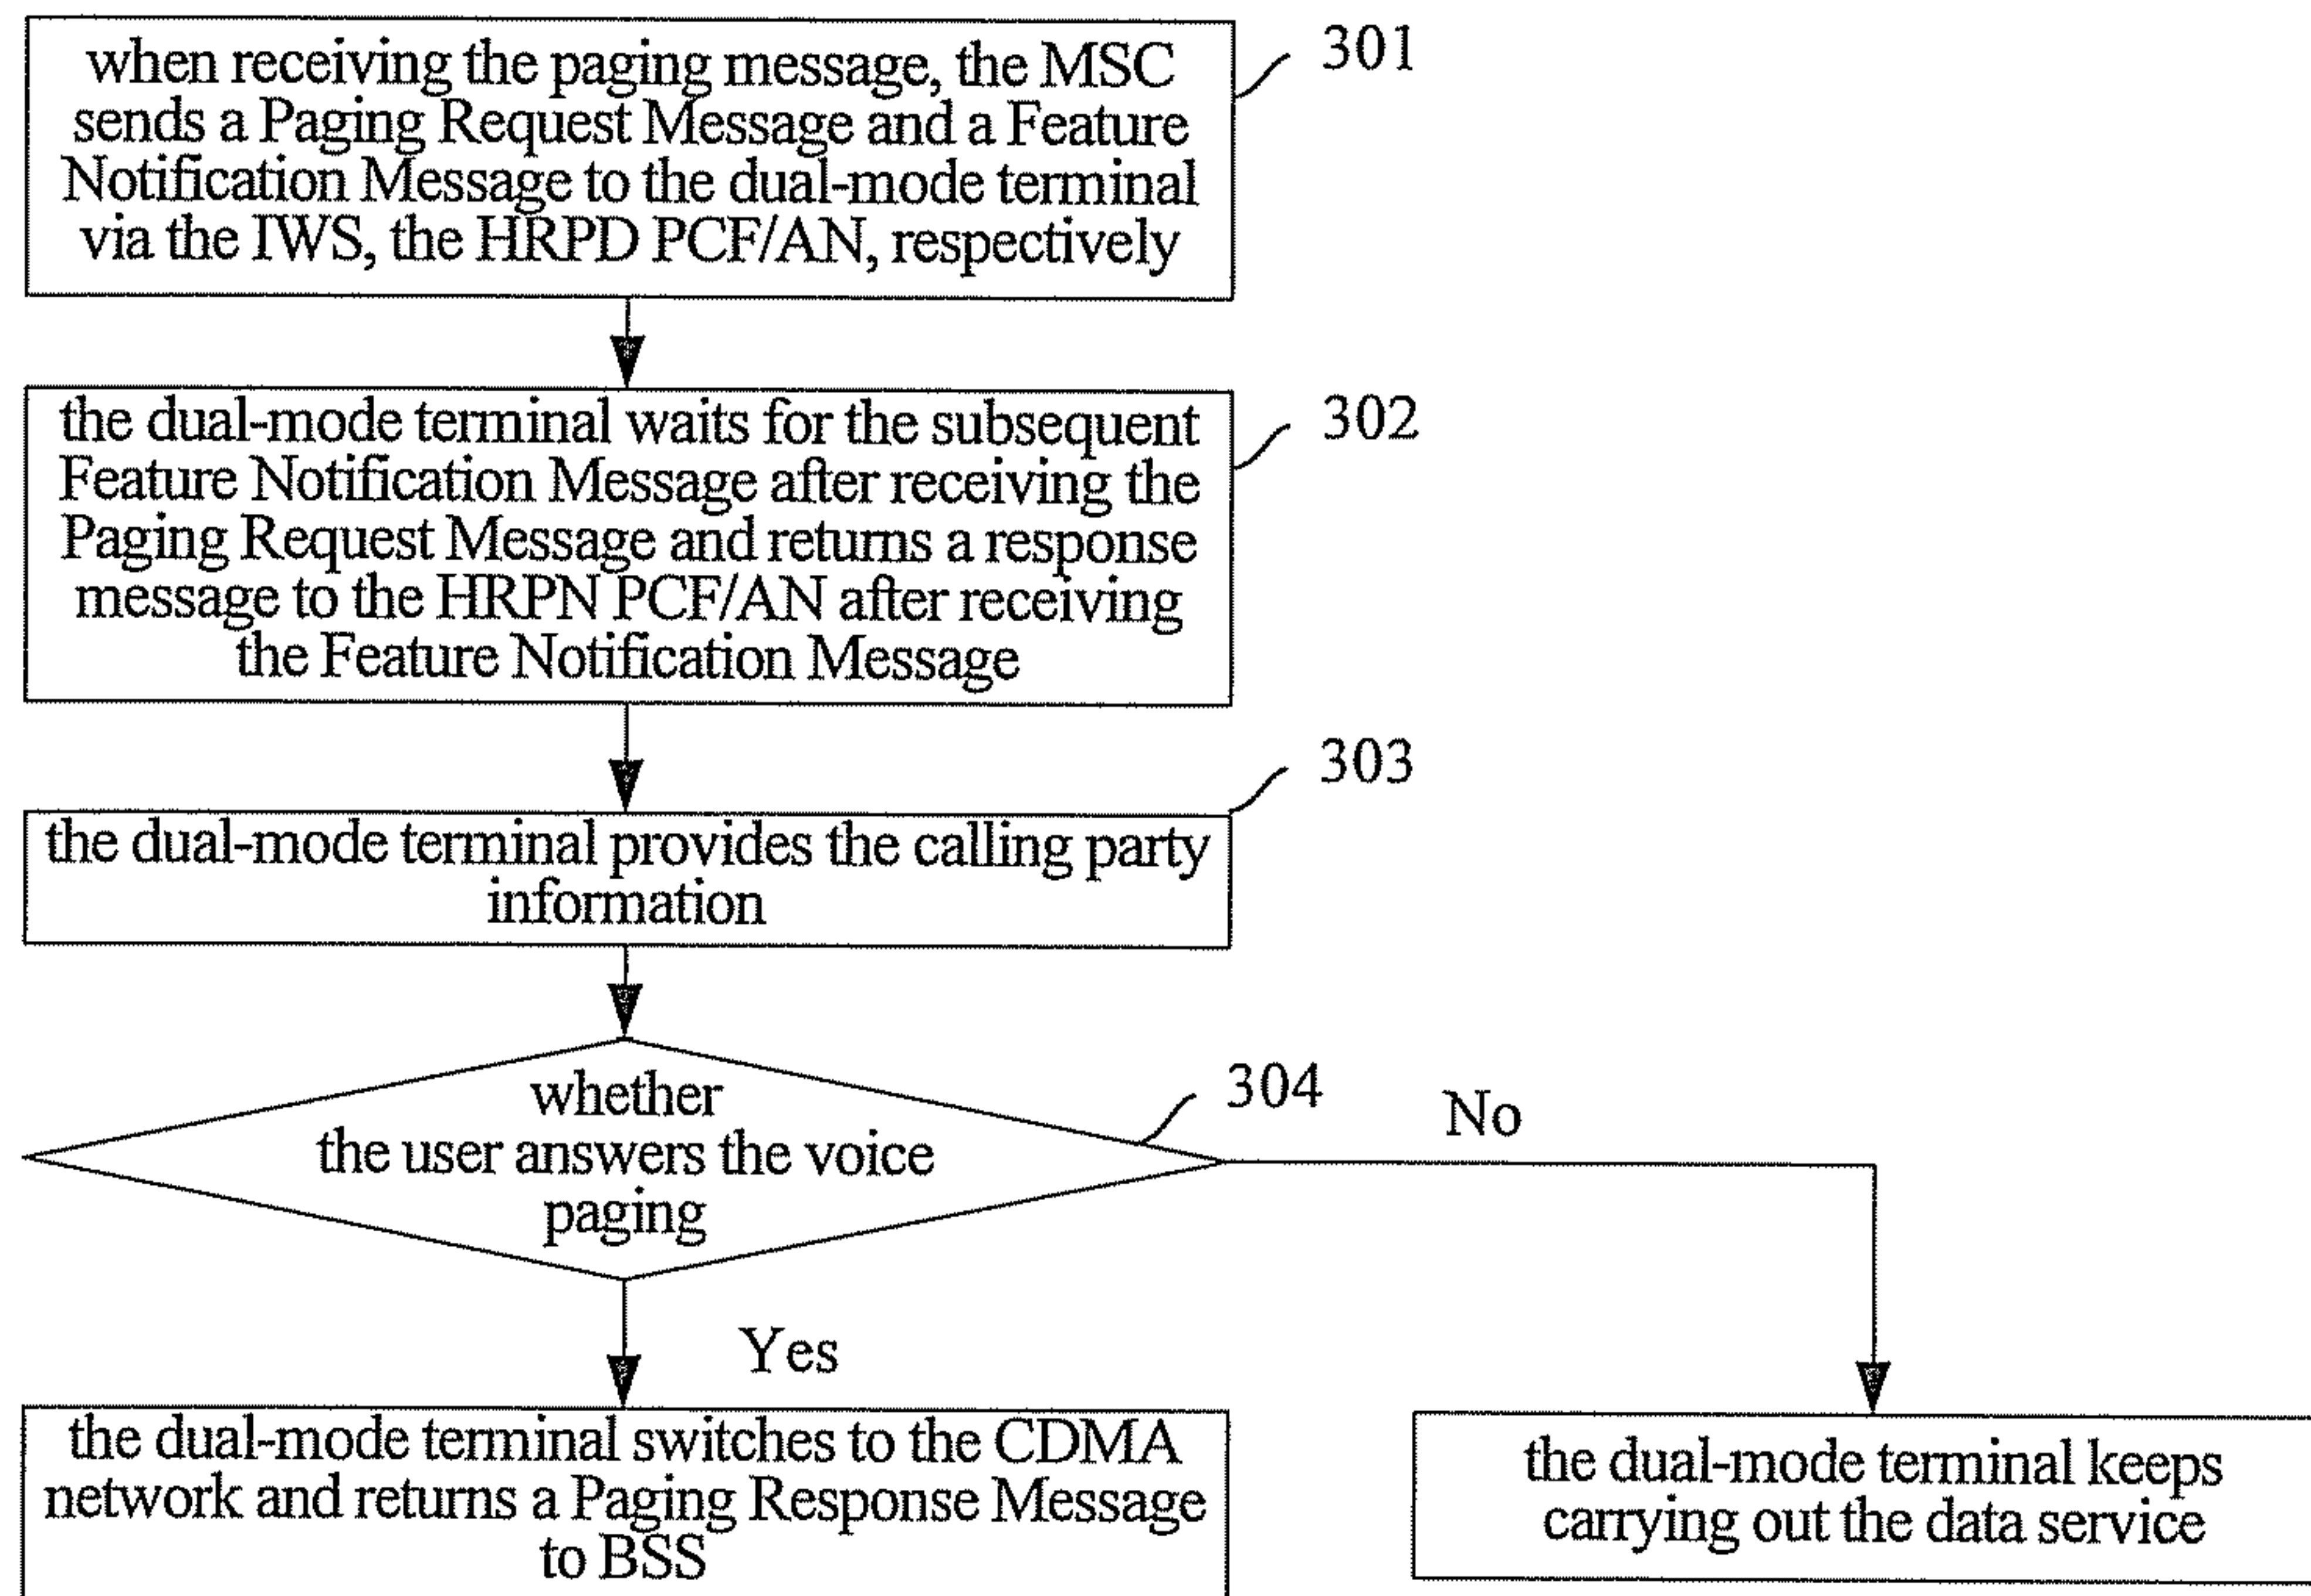 when receiving the paging message, the MSC
sends a Paging Request Message and a Feature
Notification Message to the dual-mode terminal
via the IWS, the HRPD PCF/AN, respectively
301
the dual-mode terminal waits for the subsequent
Feature Notification Message after receiving the
Paging Request Message and returns a response
message to the HRPN PCF/AN after receiving
the Feature Notification Message
302
the dual-mode terminal provides the calling party
information
303
whether
the user answers the voice
paging
304
No
Yes
the dual-mode terminal switches to the CDMA
network and returns a Paging Response Message
to BSS
the dual-mode terminal keeps
carrying out the data service